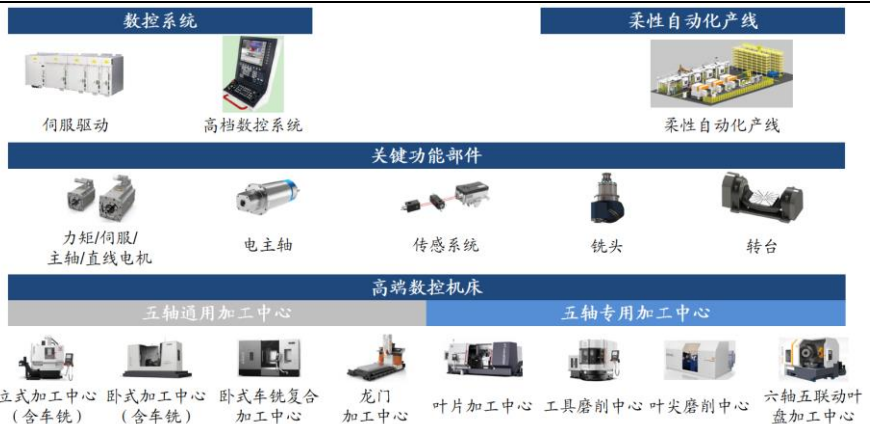 数控系统
柔性自动化产线
伺服驱动
高档数控系统
柔性自动化产线
关键功能部件
力矩/伺服/
主轴/直线电机
电主轴
传感系统
铣头
转台
高端数控机床
五轴通用加工中心
五轴专用加工中心
立式加工中心
（含车铣）
卧式加工中心
（含车铣）
卧式车铣复合
加工中心
龙门
加工中心
叶片加工中心
工具磨削中心
叶尖磨削中心
六轴五联动叶
盘加工中心